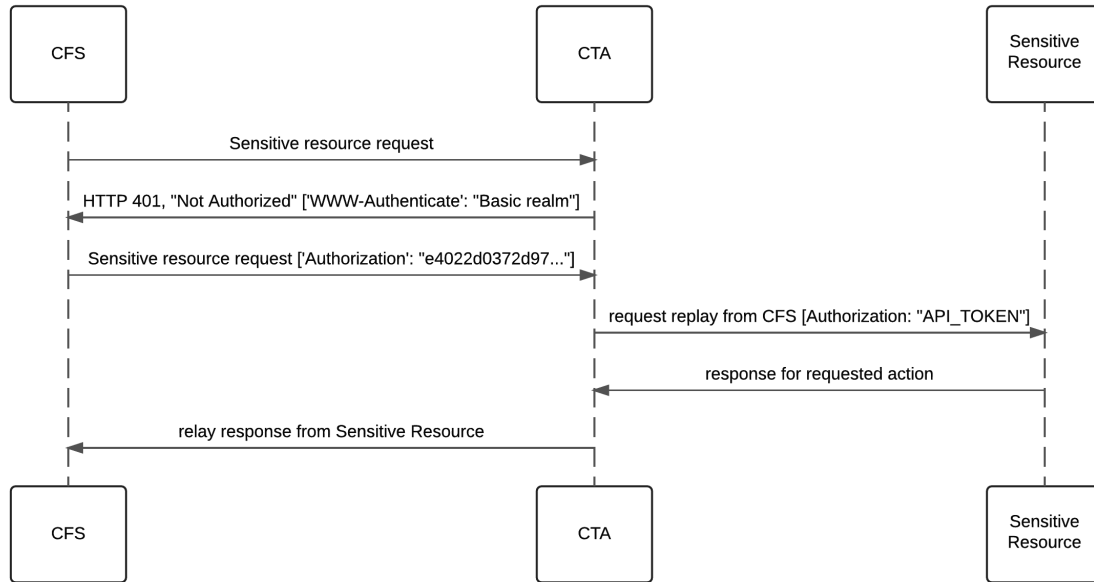 CFS
CTA
Sensitive
Resource
Sensitive resource request
HTTP 401, "Not Authorized" ['WWW-Authenticate': "Basic realm"]
Sensitive resource request ['Authorization': "e4022d0372d97..."]
request replay from CFS [Authorization: "API_TOKEN"]
response for requested action
relay response from Sensitive Resource
CFS
CTA
Sensitive
Resource